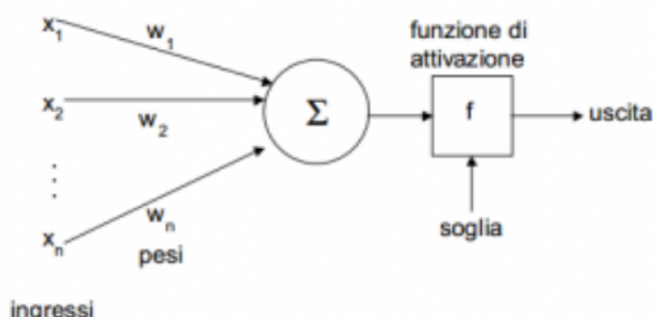 x1
w1
funzione di
attivazione
x2
w2
Σ
f
uscita
⋮
xn
wn
pesi
soglia
ingressi